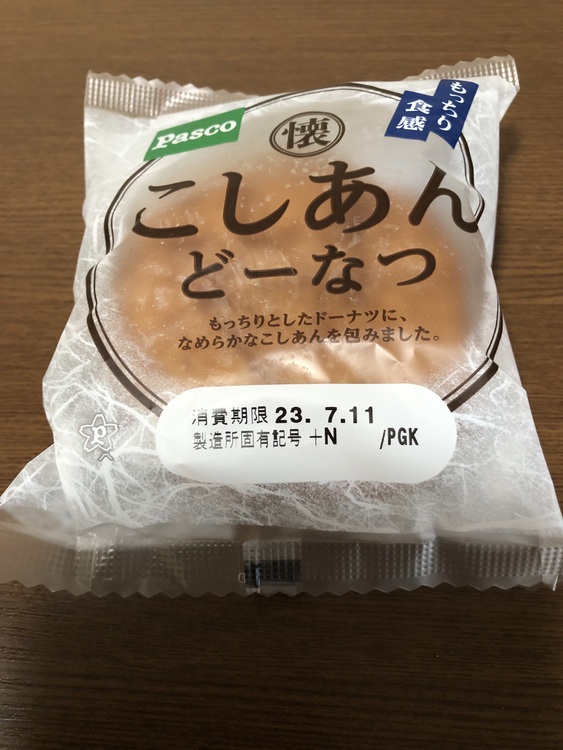 Pasco
懐
もっちり
食感
こしあん
どーなつ
もっちりとしたドーナツに、
なめらかなこしあんを包みました。
消費期限 23. 7.11
製造所固有記号 +N /PGK
P